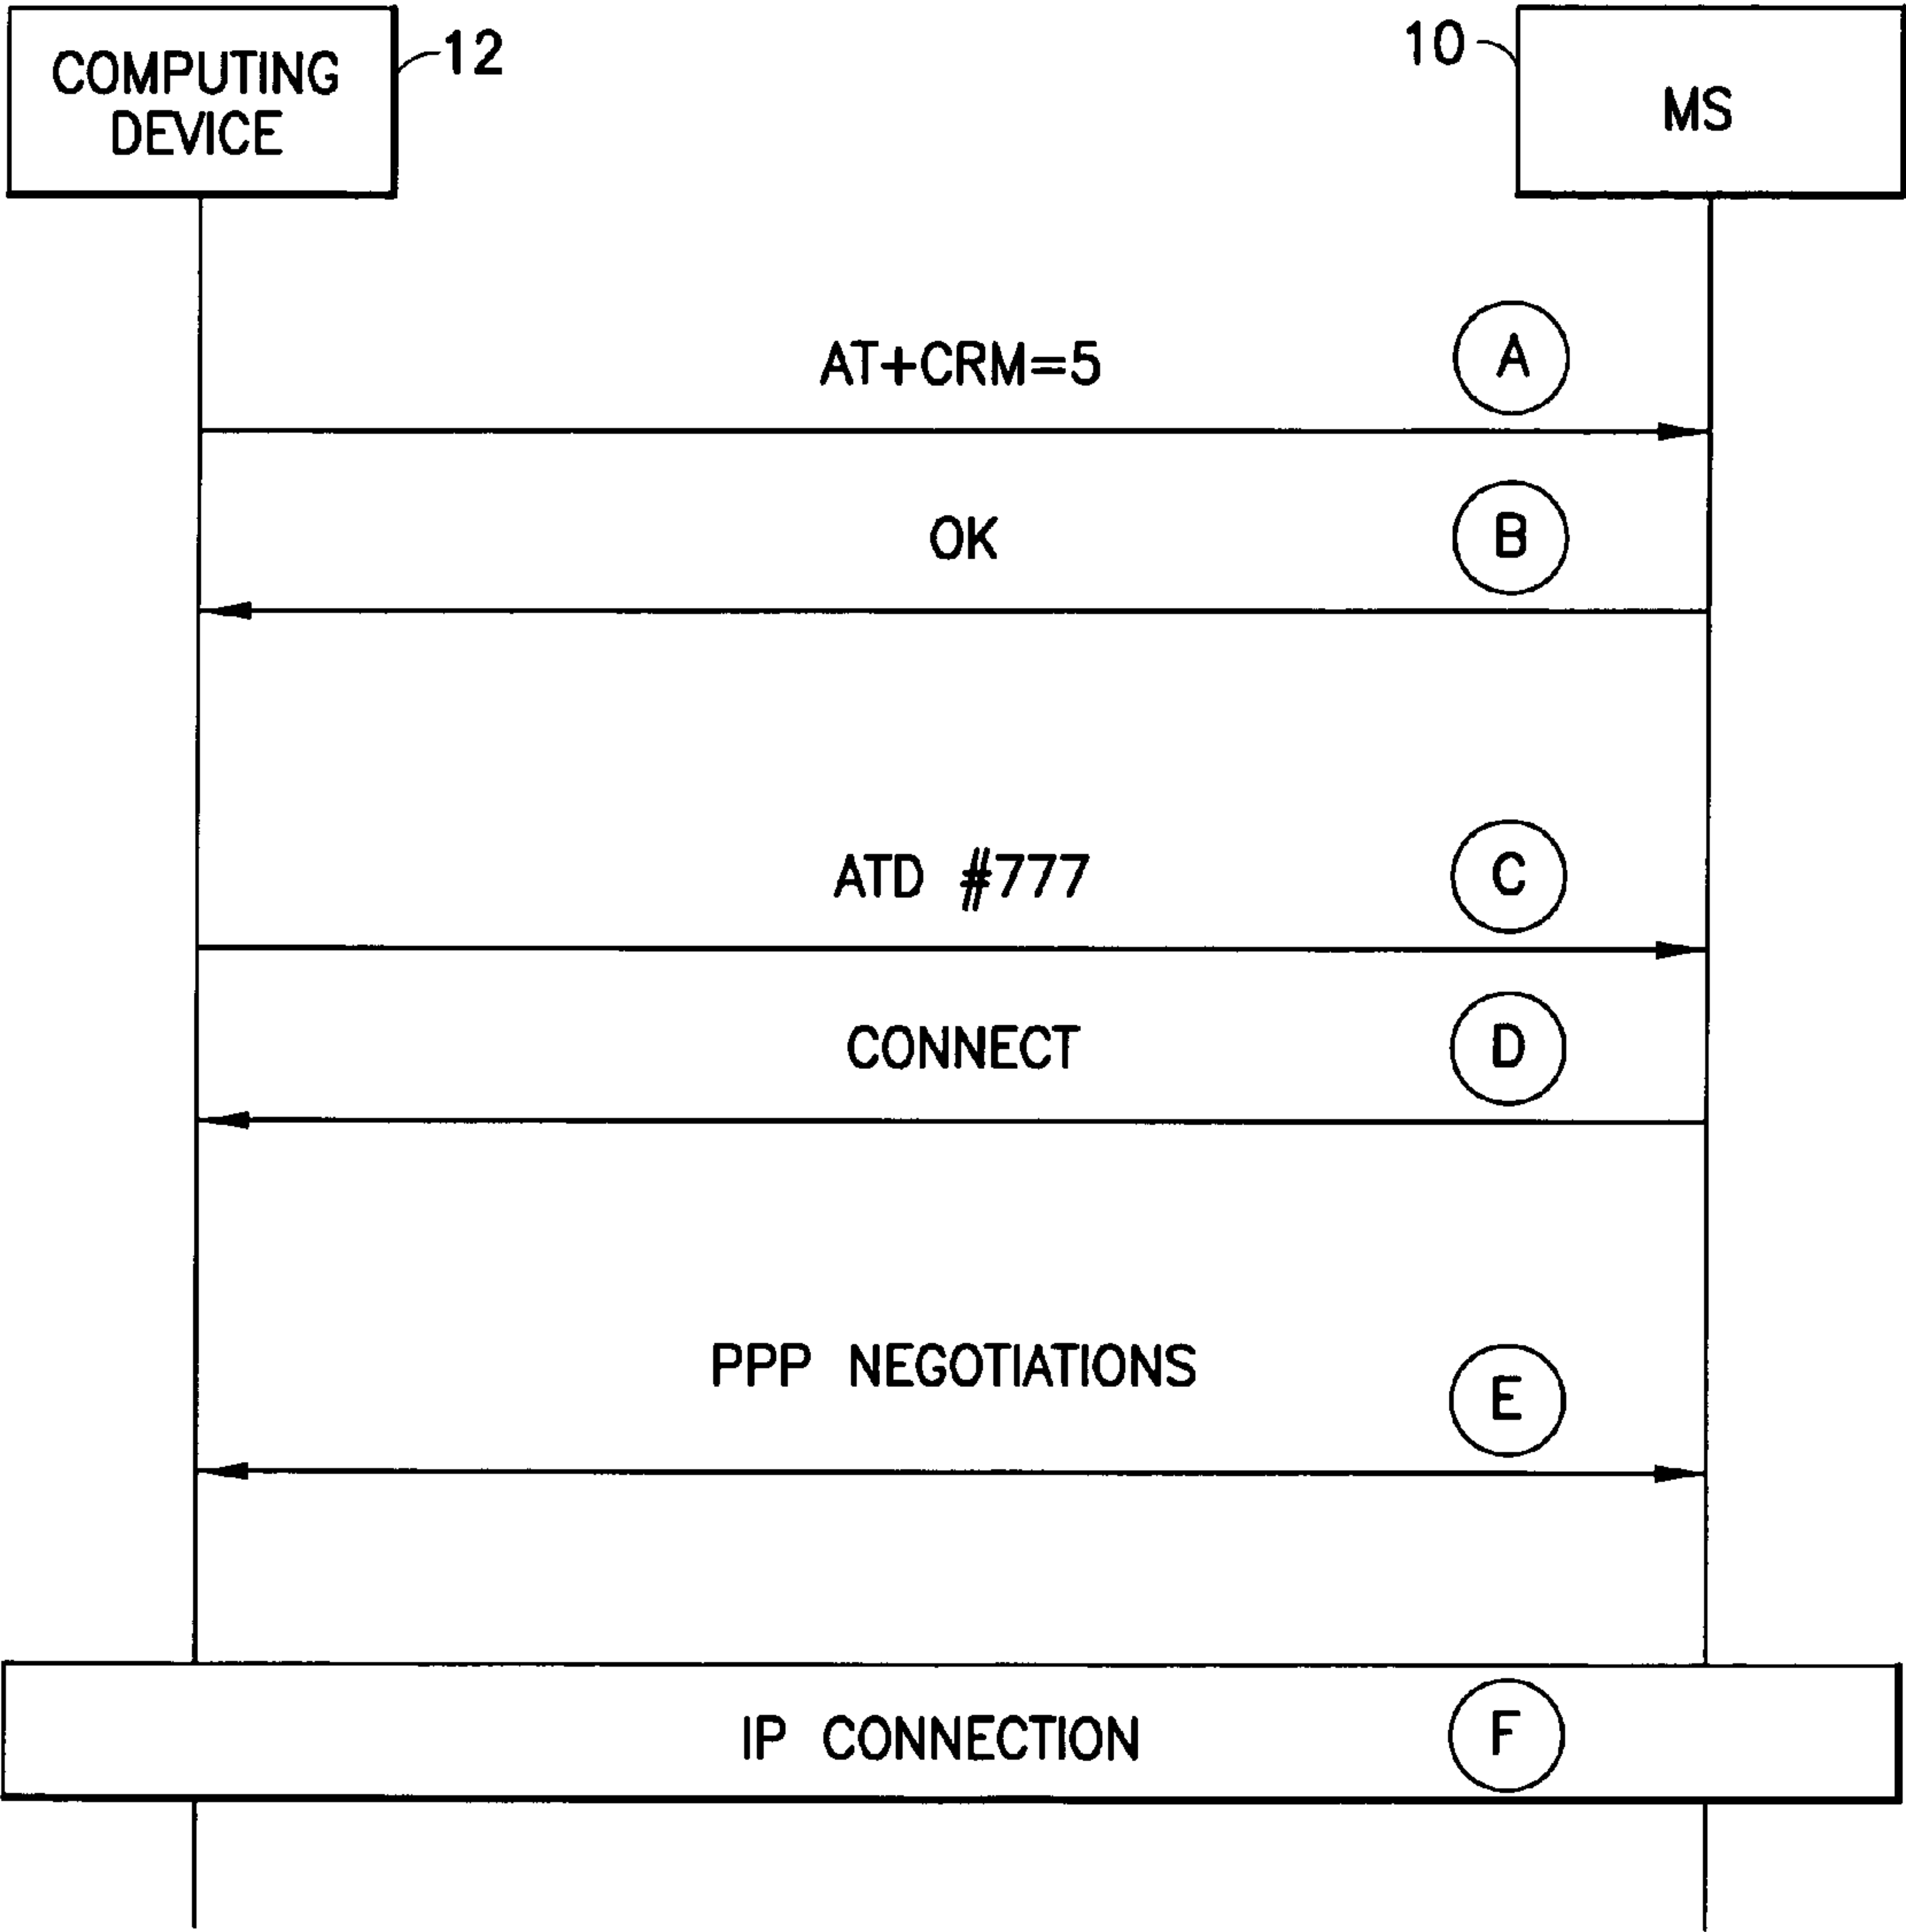 COMPUTING
DEVICE
12
10
MS
AT+CRM=5
A
OK
B
ATD #777
C
CONNECT
D
PPP NEGOTIATIONS
E
IP CONNECTION
F